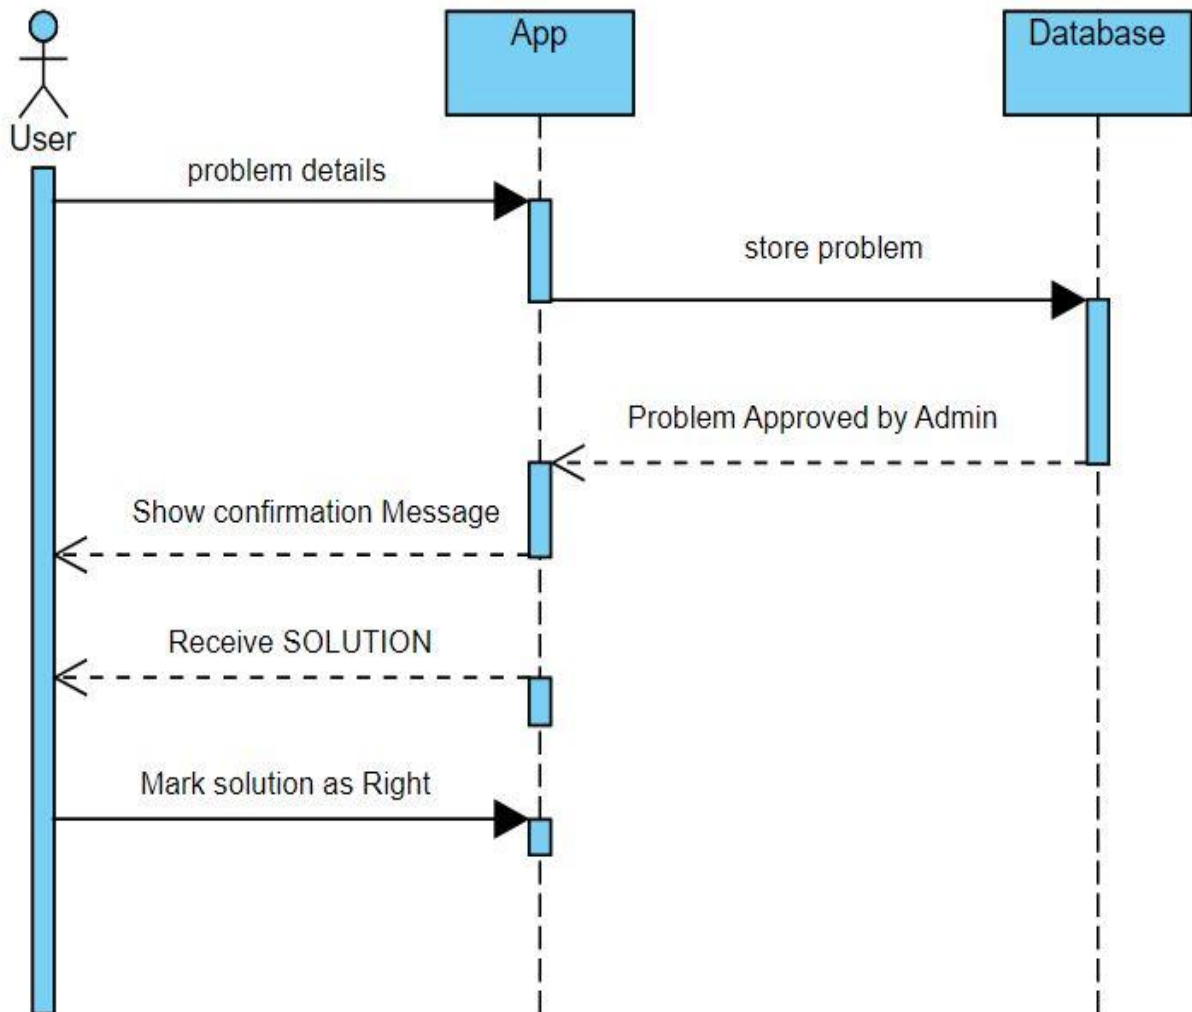 App
Database
User
problem details
store problem
Problem Approved by Admin
Show confirmation Message
Receive SOLUTION
Mark solution as Right